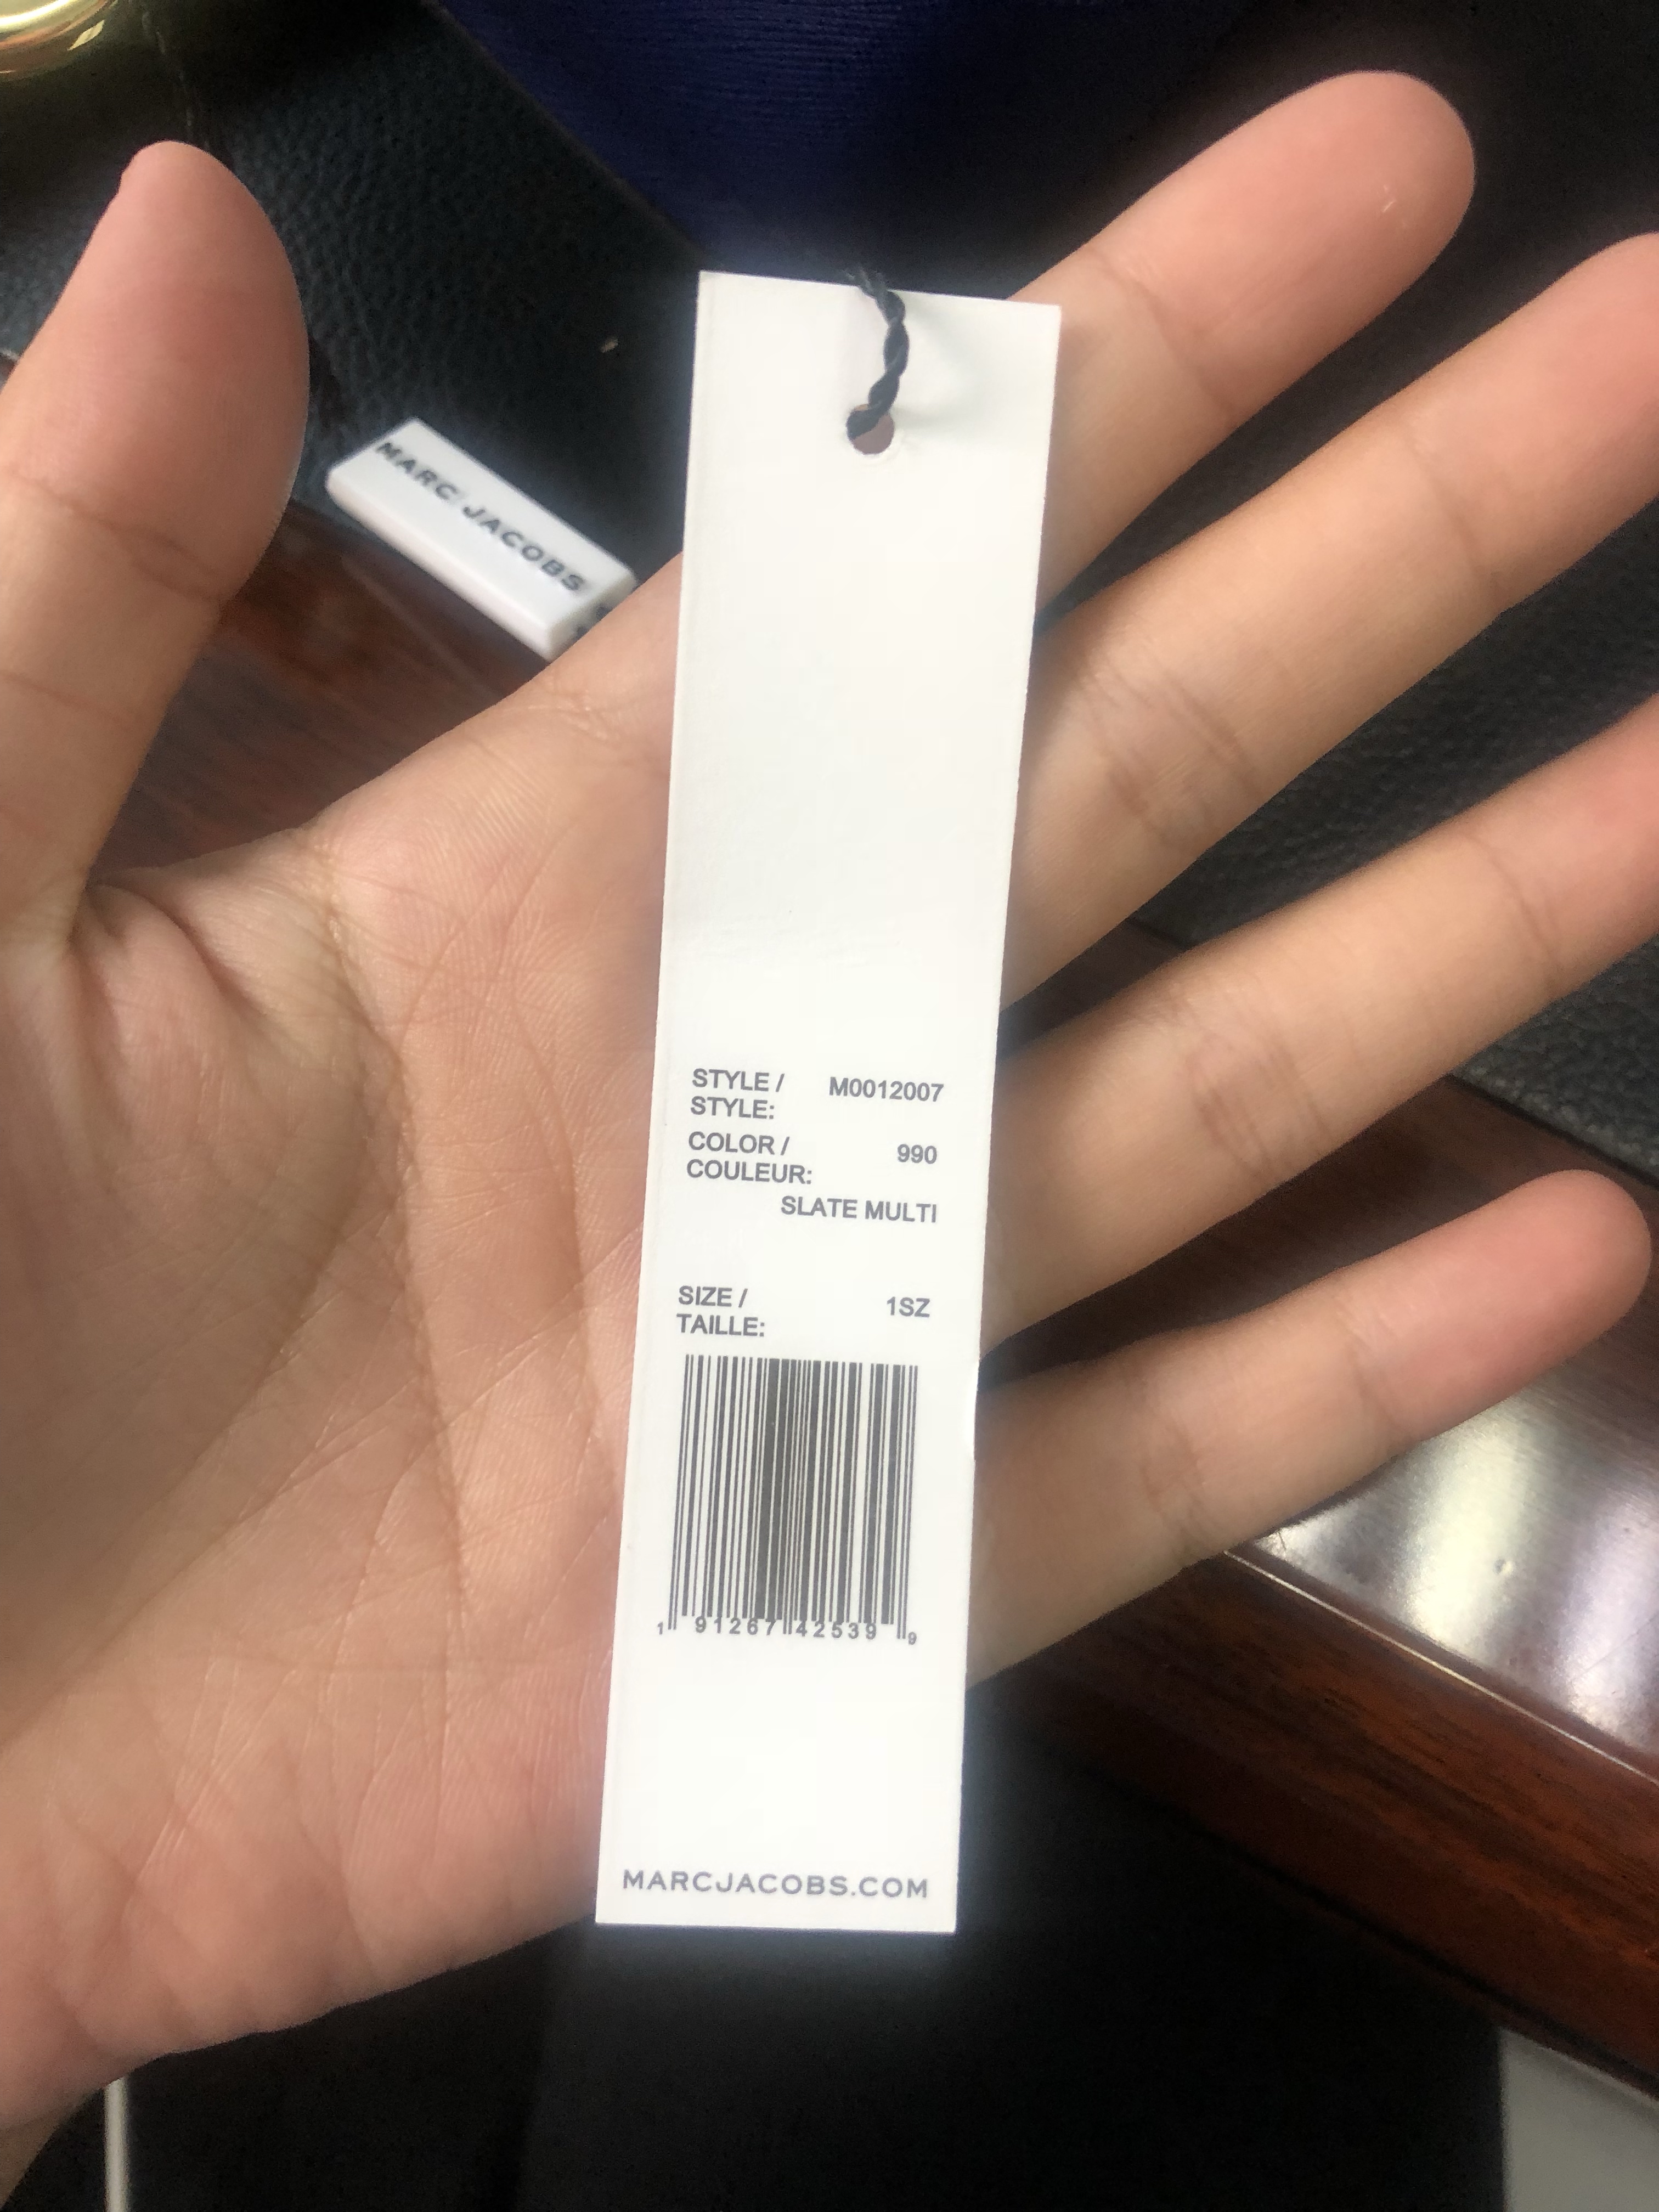 MARC JACOBS
STYLE / M0012007
STYLE:
COLOR / 990
COULEUR:
SLATE MULTI
SIZE / 1SZ
TAILLE:
1 91267 42539 9
MARCJACOBS.COM